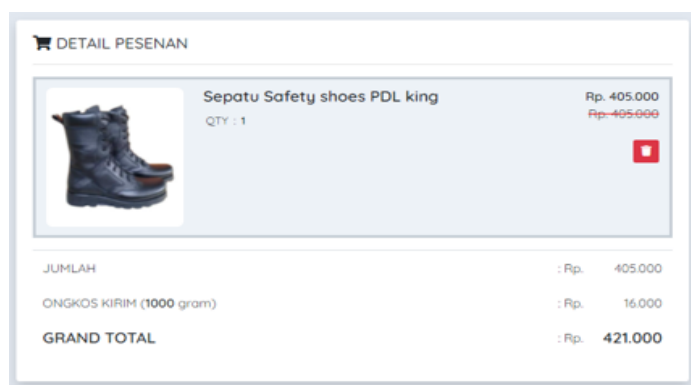 DETAIL PESENAN
Sepatu Safety shoes PDL king Rp. 405.000
QTY : 1 Rp. 405.000
JUMLAH : Rp. 405.000
ONGKOS KIRIM (1000 gram) : Rp. 16.000
GRAND TOTAL : Rp. 421.000